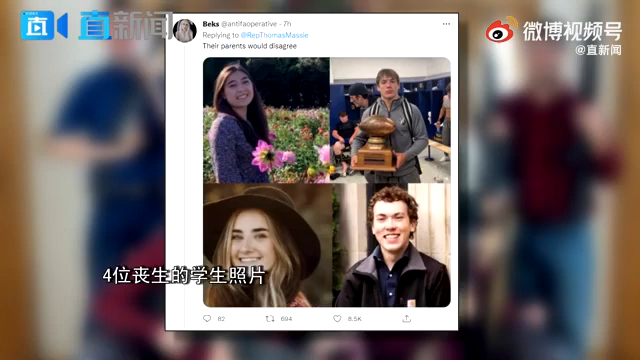 直新闻
微博视频号
@直新闻
Beks @antifaoperative · 7h
Replying to @RepThomasMassie
Their parents would disagree
4位丧生的学生照片
62
694
8.5K